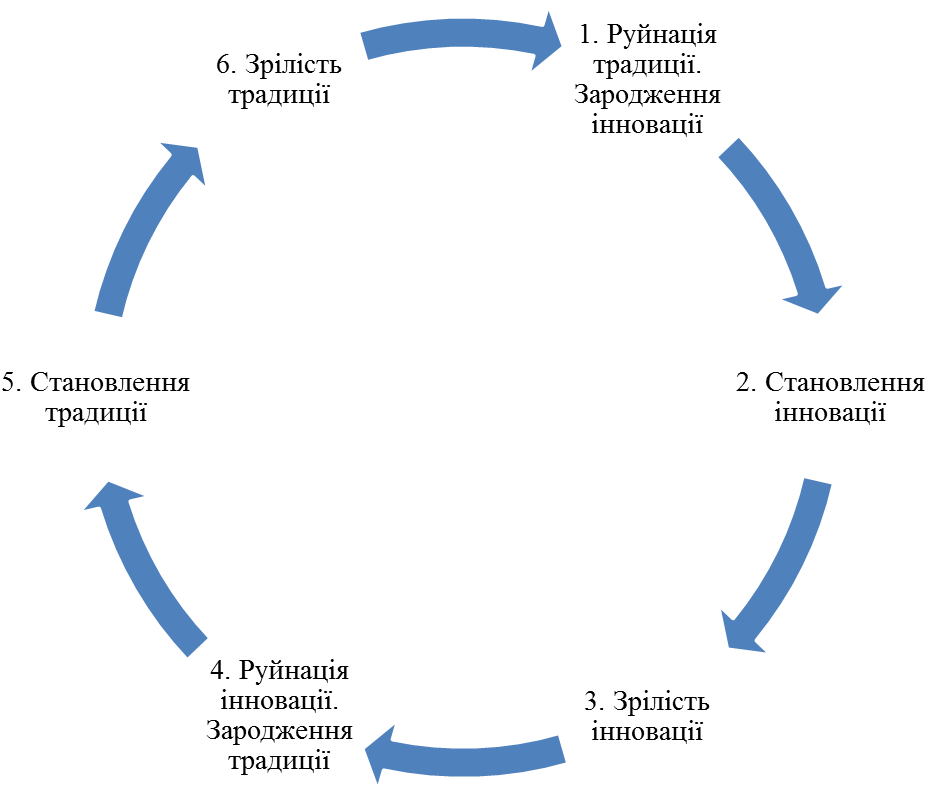 1. Руйнація
традиції.
Зародження
інновації
2. Становлення
інновації
3. Зрілість
інновації
4. Руйнація
інновації.
Зародження
традиції
5. Становлення
традиції
6. Зрілість
традиції